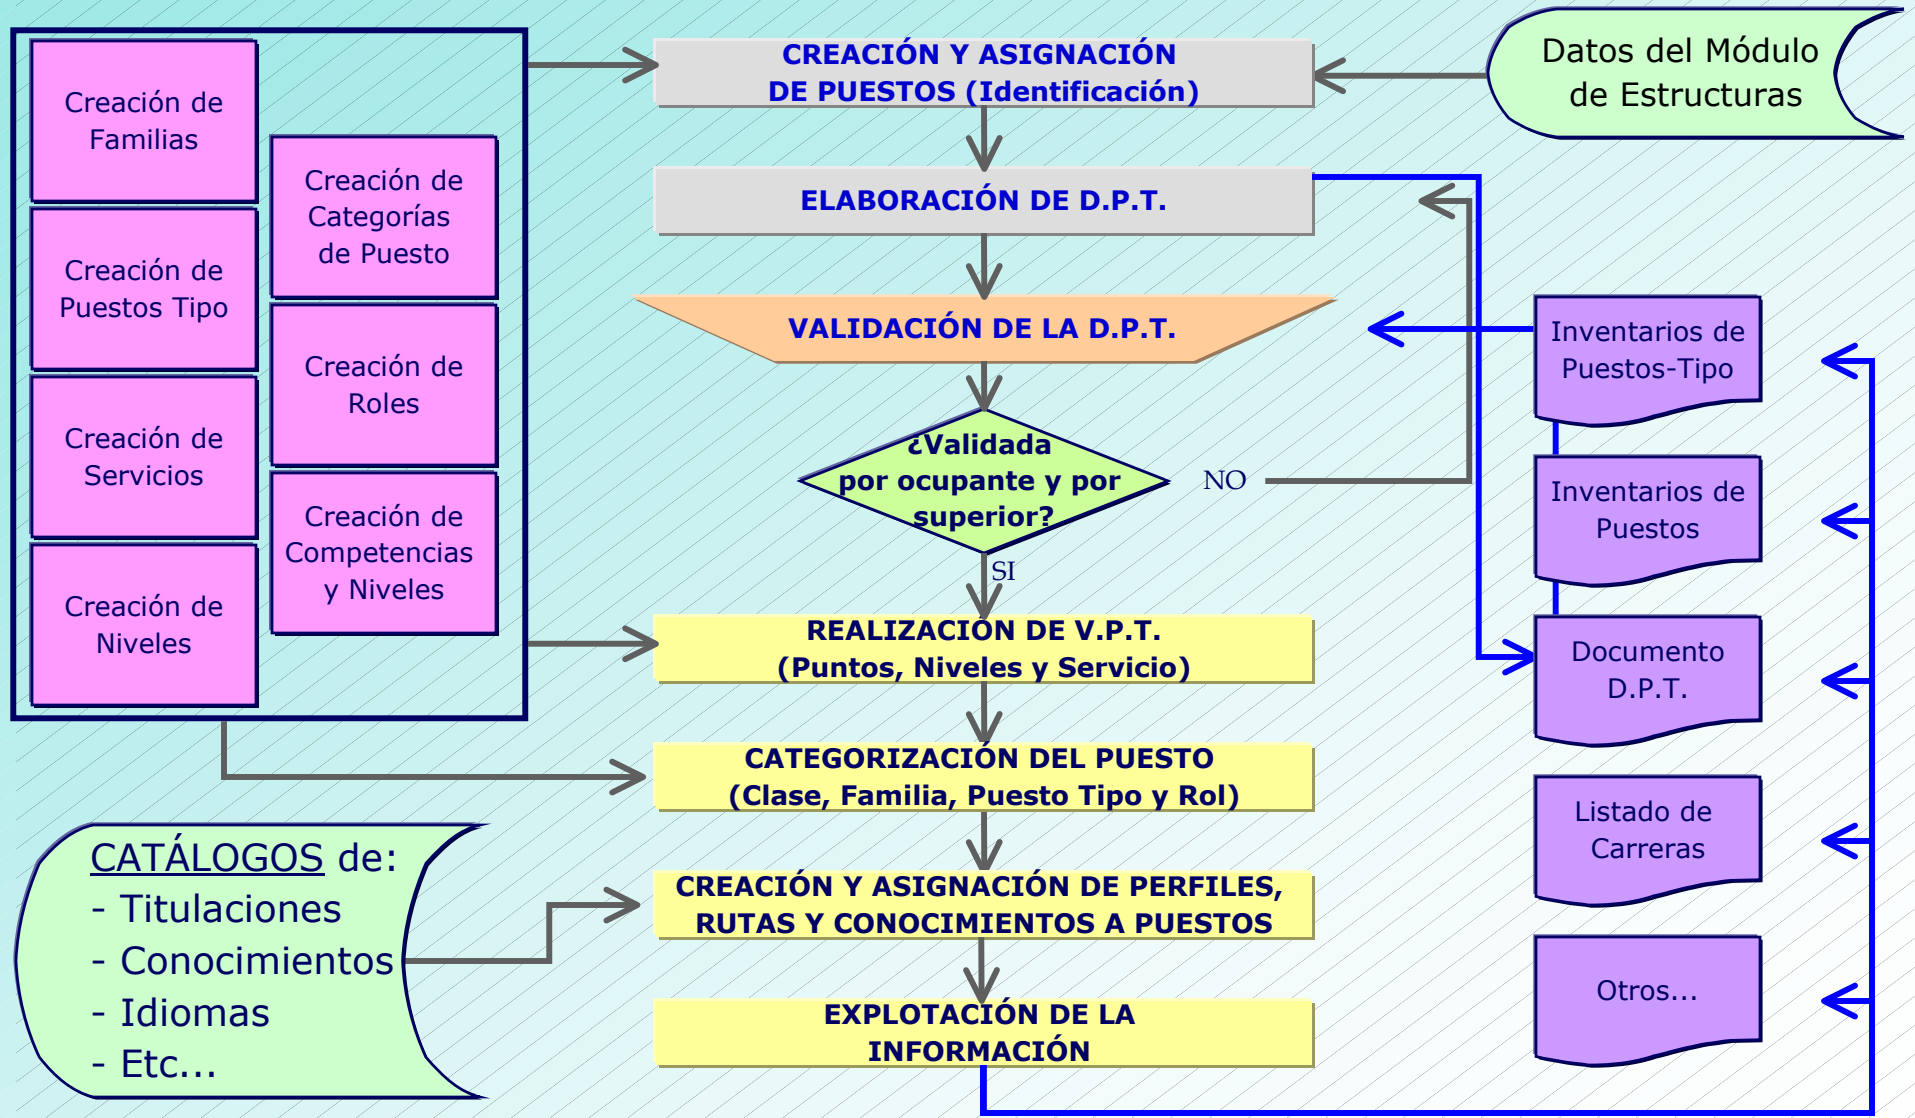 Creación de
Familias
Creación de
Puestos Tipo
Creación de
Servicios
Creación de
Niveles
Creación de
Categorías
de Puesto
Creación de
Roles
Creación de
Competencias
y Niveles
CATÁLOGOS de:
- Titulaciones
- Conocimientos
- Idiomas
- Etc...
CREACIÓN Y ASIGNACIÓN
DE PUESTOS (Identificación)
ELABORACIÓN DE D.P.T.
VALIDACIÓN DE LA D.P.T.
¿Validada
por ocupante y por
superior?
NO
SI
REALIZACIÓN DE V.P.T.
(Puntos, Niveles y Servicio)
CATEGORIZACIÓN DEL PUESTO
(Clase, Familia, Puesto Tipo y Rol)
CREACIÓN Y ASIGNACIÓN DE PERFILES,
RUTAS Y CONOCIMIENTOS A PUESTOS
EXPLOTACIÓN DE LA
INFORMACIÓN
Datos del Módulo
de Estructuras
Inventarios de
Puestos-Tipo
Inventarios de
Puestos
Documento
D.P.T.
Listado de
Carreras
Otros...